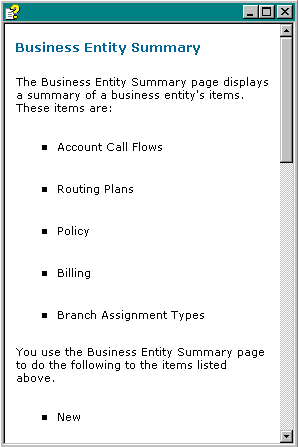 Business Entity Summary
The Business Entity Summary page displays
a summary of a business entity's items.
These items are:
Account Call Flows
Routing Plans
Policy
Billing
Branch Assignment Types
You use the Business Entity Summary page
to do the following to the items listed
above.
New